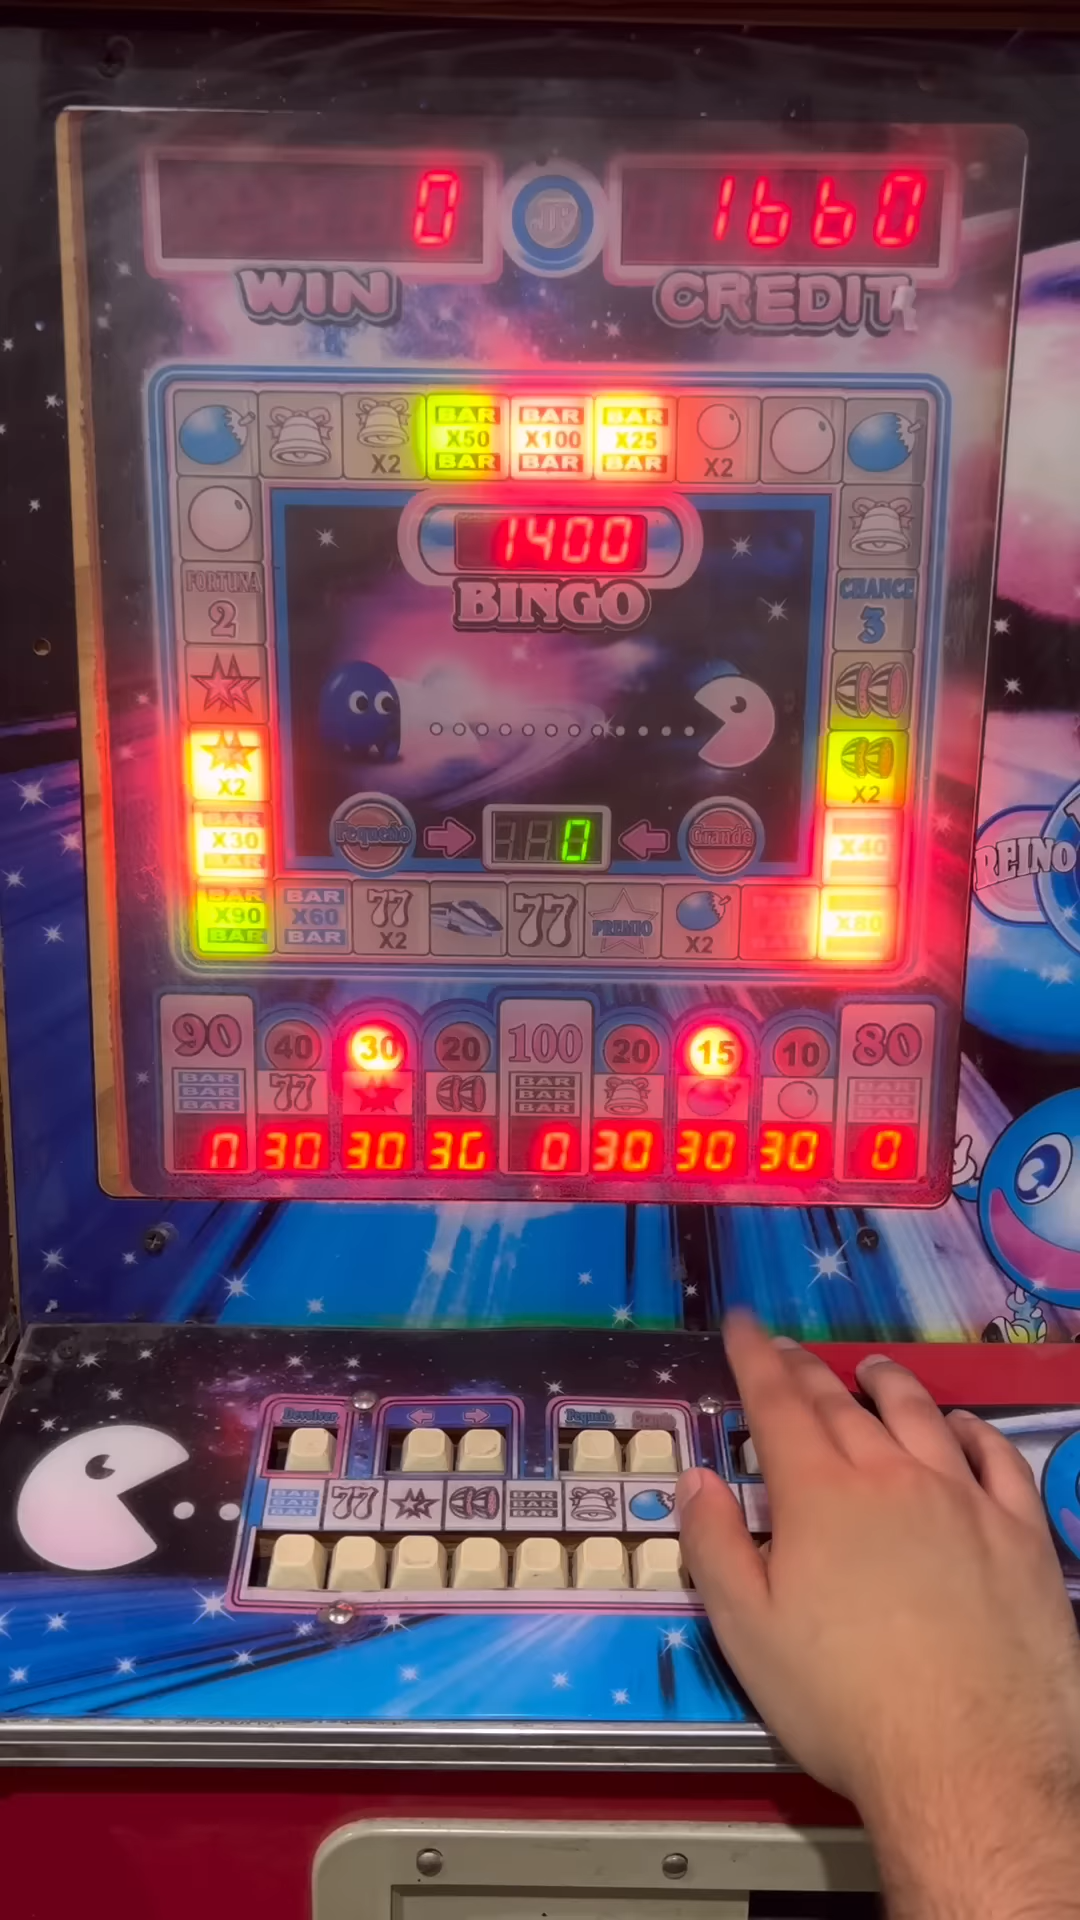 0
1660
WIN
CREDIT
X2
BAR X50 BAR
BAR X100 BAR
BAR X25 BAR
X2
1400
BINGO
FORTUNA 2
CHANCE 3
X2
X2
BAR X30 BAR
X40
Pequeño
0
Grande
BAR X90 BAR
BAR X60 BAR
77 X2
77
PREMIO
X2
X80
REINO
90
40
30
20
100
20
15
10
80
BAR BAR BAR
77
BAR BAR BAR
BAR BAR BAR
0 30 30 30 0 30 30 30 0
Devolver
Pequeño
BAR BAR BAR
77
BAR BAR BAR